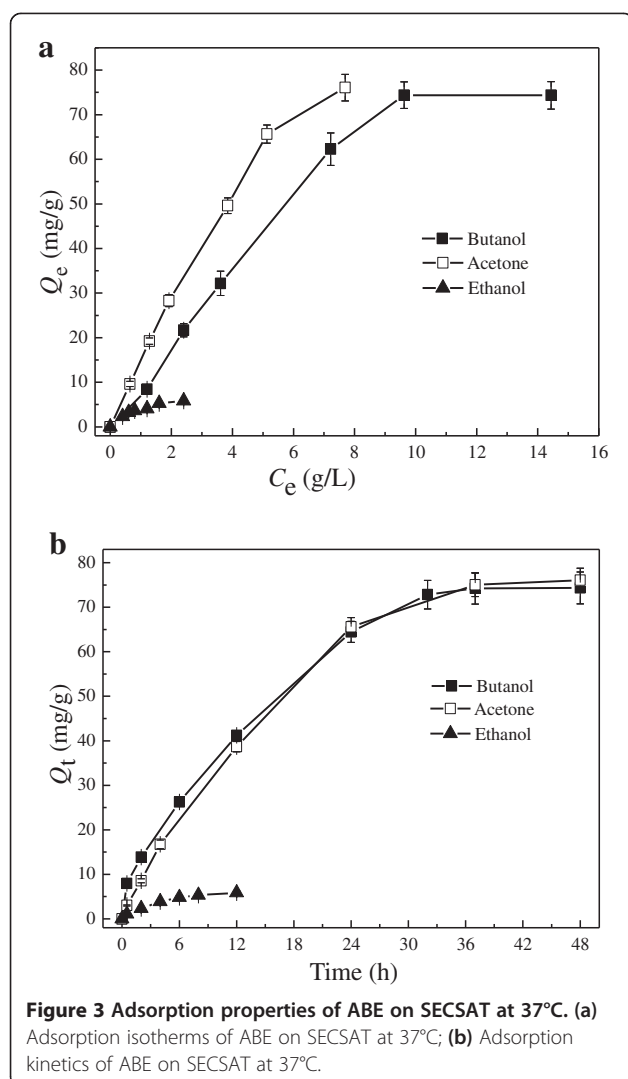 a
80
70
60
50
40
30
20
10
0
Qe (mg/g)
Butanol
Acetone
Ethanol
0 2 4 6 8 10 12 14 16
Ce (g/L)
b
80
70
60
50
40
30
20
10
0
Qt (mg/g)
Butanol
Acetone
Ethanol
0 6 12 18 24 30 36 42 48
Time (h)
Figure 3 Adsorption properties of ABE on SECSAT at 37°C. (a)
Adsorption isotherms of ABE on SECSAT at 37°C; (b) Adsorption
kinetics of ABE on SECSAT at 37°C.